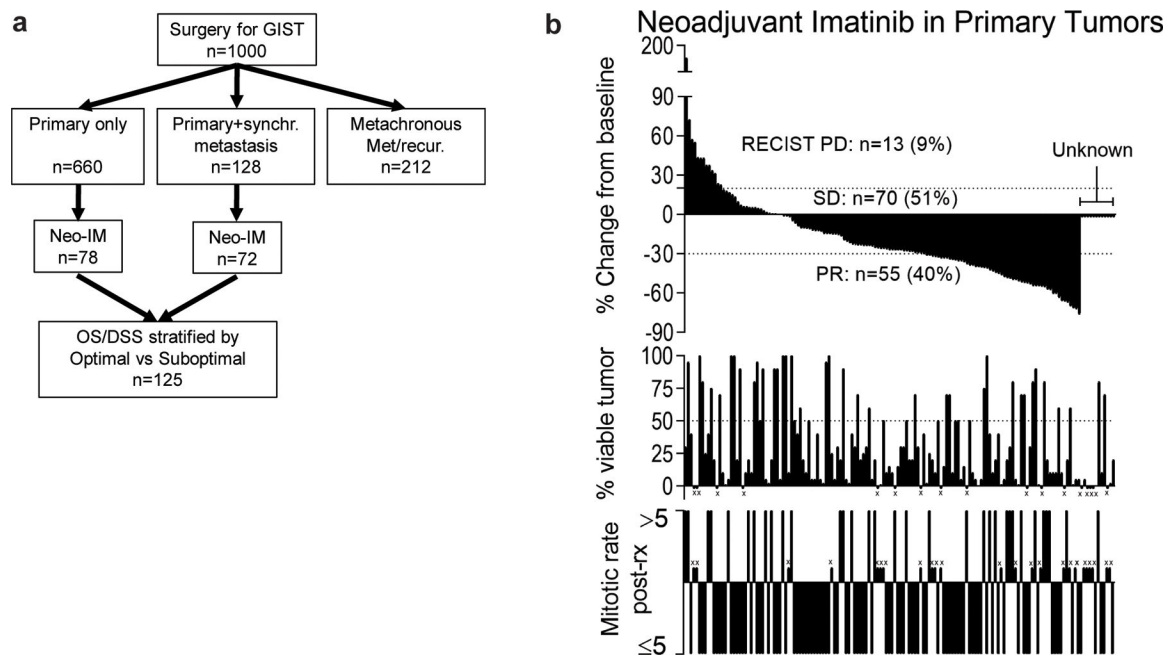 a
Surgery for GIST
n=1000
Primary only
n=660
Primary+synchr.
metastasis
n=128
Metachronous
Met/recur.
n=212
Neo-IM
n=78
Neo-IM
n=72
OS/DSS stratified by
Optimal vs Suboptimal
n=125
b
Neoadjuvant Imatinib in Primary Tumors
% Change from baseline
200
90
60
30
0
-30
-60
-90
RECIST PD: n=13 (9%)
Unknown
SD: n=70 (51%)
PR: n=55 (40%)
% viable tumor
100
75
50
25
0
Mitotic rate
post-rx
>5
≤5